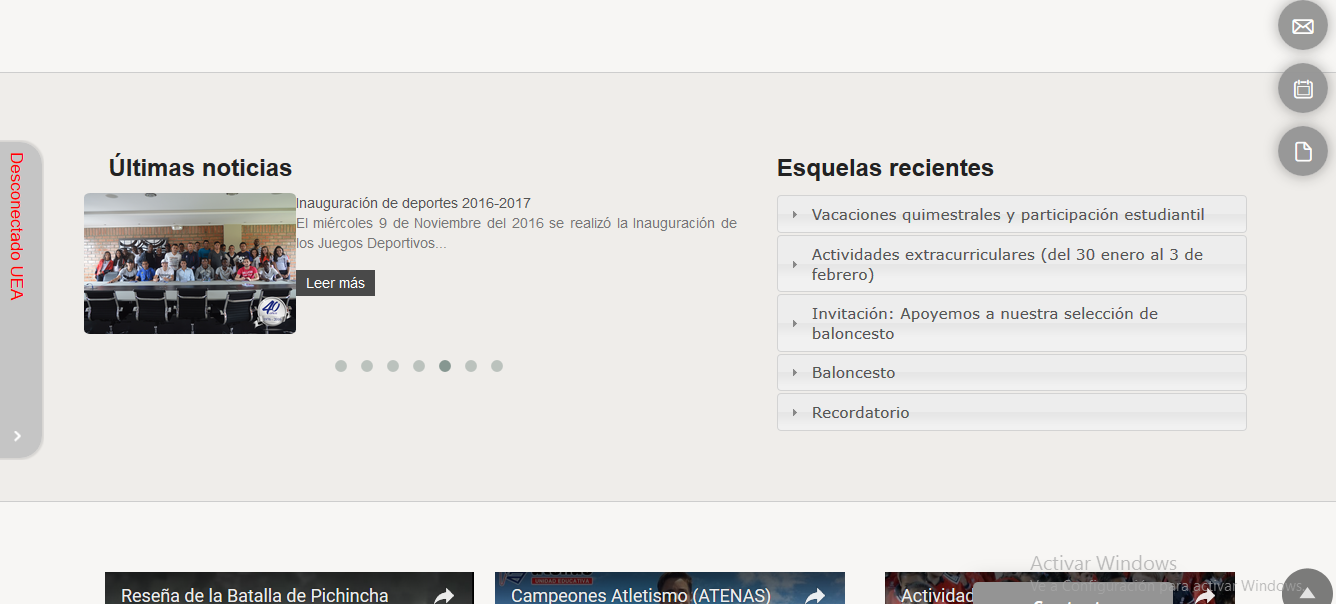 Desconectado UEA
Últimas noticias
Inauguración de deportes 2016-2017
El miércoles 9 de Noviembre del 2016 se realizó la Inauguración de
los Juegos Deportivos...
Leer más
40
Esquelas recientes
Vacaciones quimestrales y participación estudiantil
Actividades extracurriculares (del 30 enero al 3 de
febrero)
Invitación: Apoyemos a nuestra selección de
baloncesto
Baloncesto
Recordatorio
Reseña de la Batalla de Pichincha
UNIDAD EDUCATIVA
Campeones Atletismo (ATENAS)
Actividad
Activar Windows
Ve a Configuración para activar Windows.